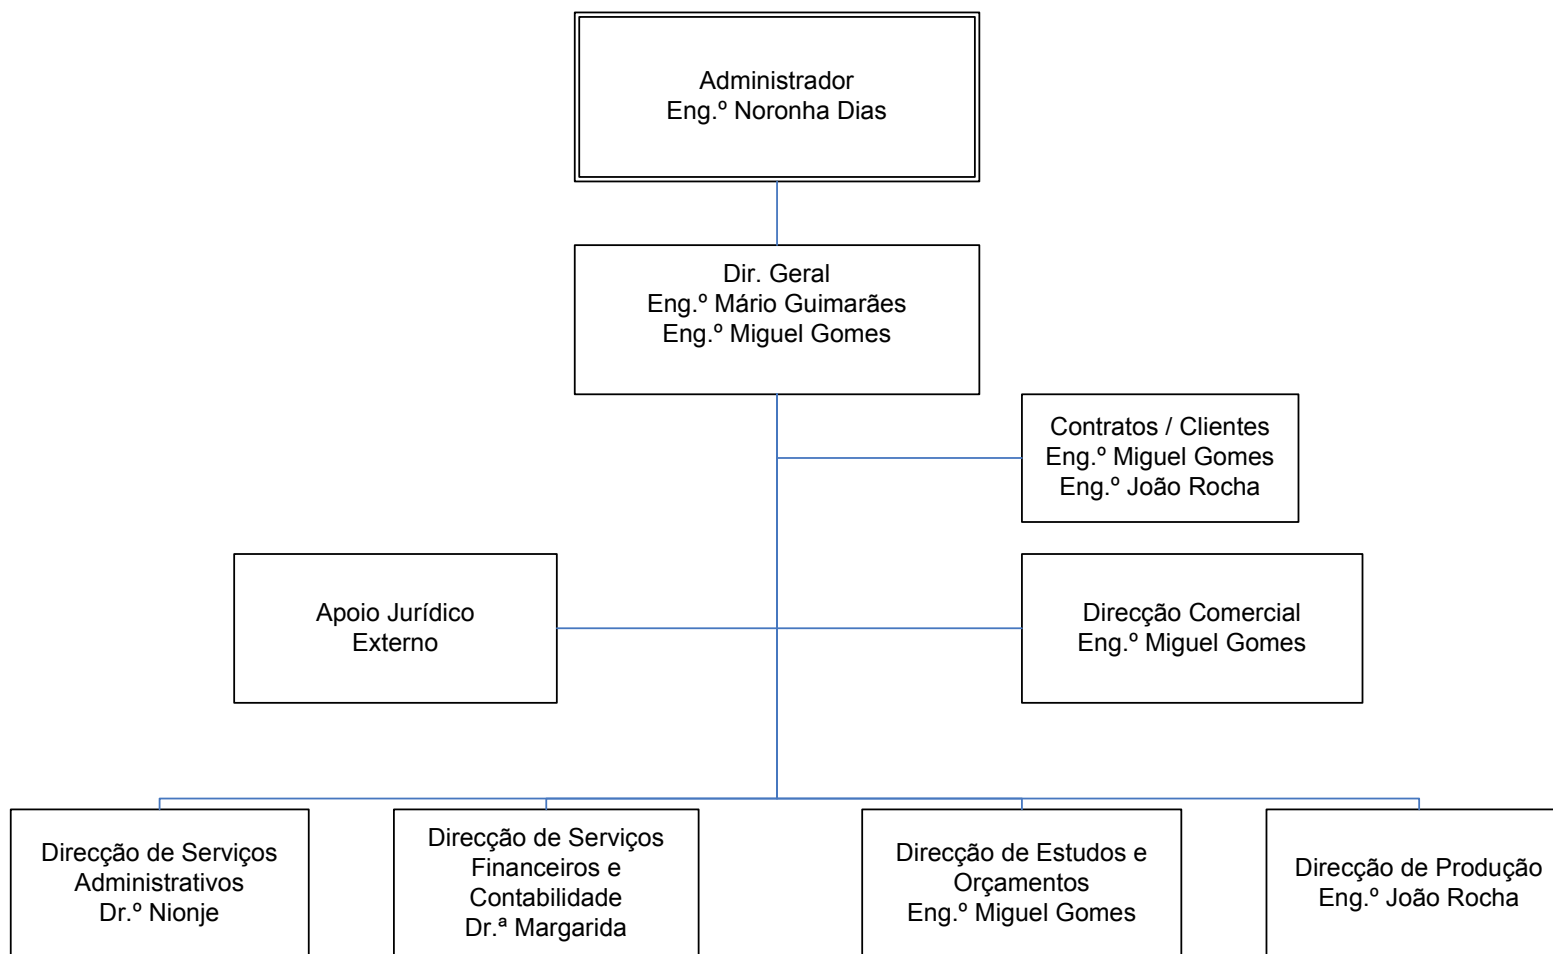 Administrador
Eng.º Noronha Dias
Dir. Geral
Eng.º Mário Guimarães
Eng.º Miguel Gomes
Contratos / Clientes
Eng.º Miguel Gomes
Eng.º João Rocha
Apoio Jurídico
Externo
Direcção Comercial
Eng.º Miguel Gomes
Direcção de Serviços
Administrativos
Dr.º Nionje
Direcção de Serviços
Financeiros e
Contabilidade
Dr.ª Margarida
Direcção de Estudos e
Orçamentos
Eng.º Miguel Gomes
Direcção de Produção
Eng.º João Rocha